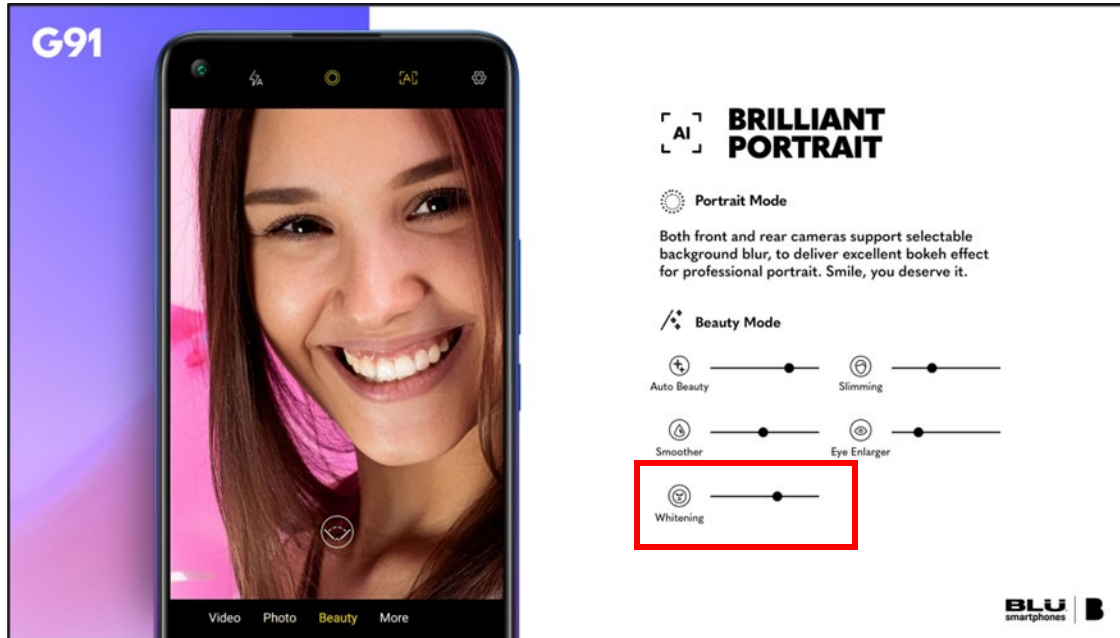 G91
AI
Video Photo Beauty More
AI
BRILLIANT
PORTRAIT
Portrait Mode
Both front and rear cameras support selectable
background blur, to deliver excellent bokeh effect
for professional portrait. Smile, you deserve it.
Beauty Mode
Auto Beauty
Slimming
Smoother
Eye Enlarger
Whitening
BLU
smartphones
B